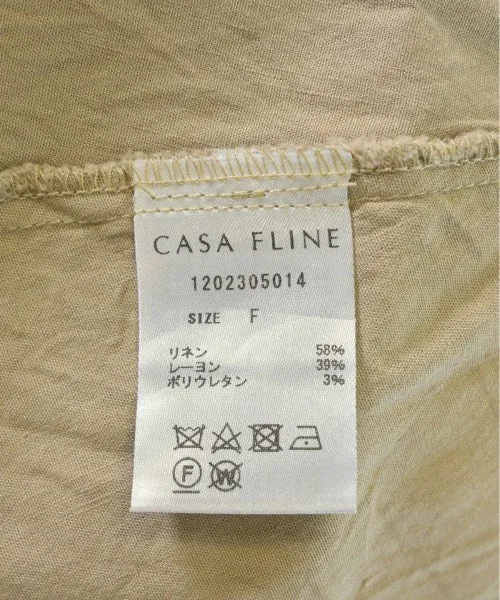 CASA FLINE
1202305014
SIZE F
リネン 58%
レーヨン 39%
ポリウレタン 3%
F W